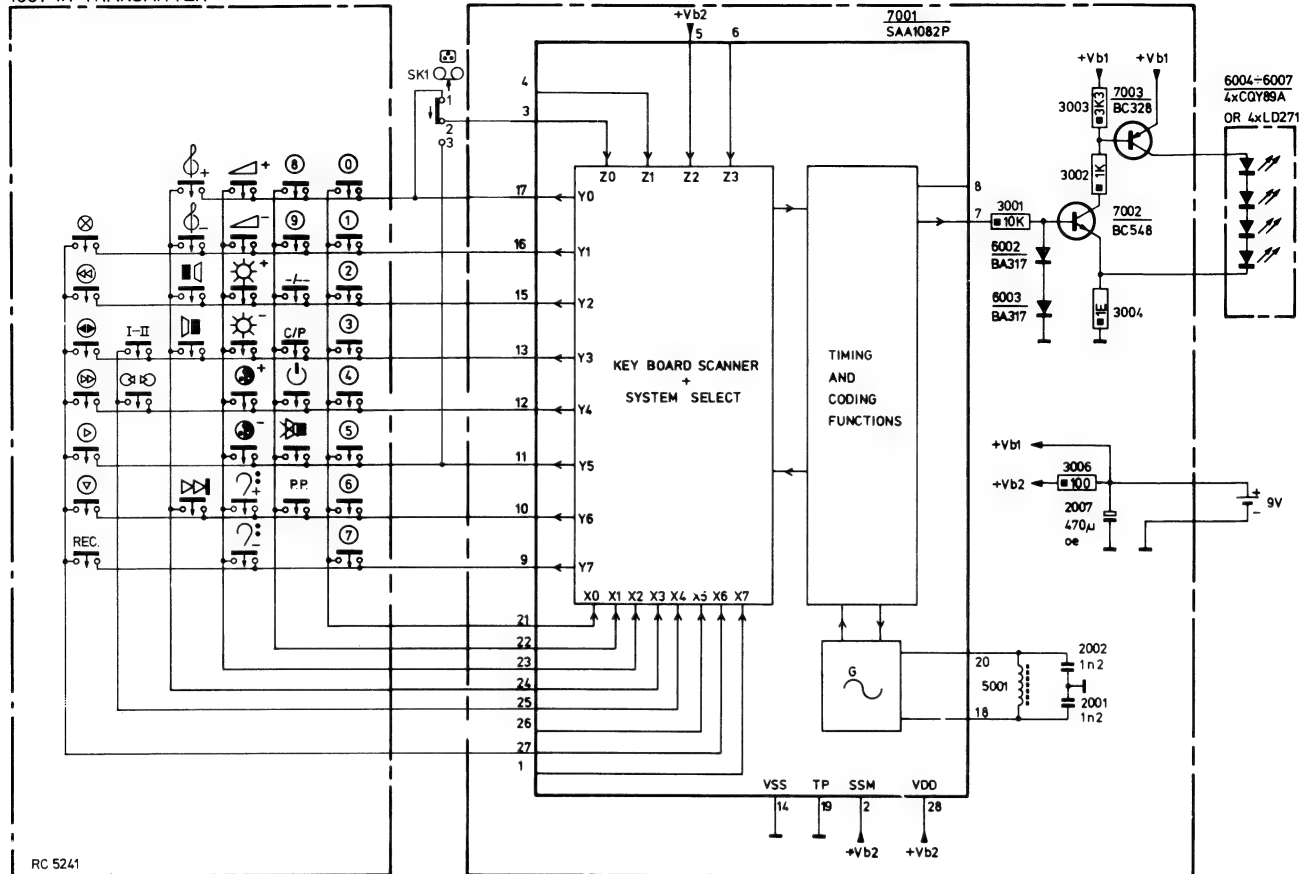 +Vb2
7001
SAA1082P
5
6
SK1
4
3
1
2
3
Z0
Z1
Z2
Z3
+Vb1
+Vb1
3003
3K3
7003
BC328
6004÷6007
4xCQY89A
OR 4xLD271
3002
1K
8
7
3001
10K
7002
BC548
6002
BA317
6003
BA317
1E
3004
+
8
+
0
17
Y0
-
-
9
1
16
Y1
+
-/--
2
15
Y2
I-II
-
C/P
3
13
Y3
+
4
12
Y4
-
5
11
Y5
+
P.P.
6
10
Y6
REC.
-
7
9
Y7
KEY BOARD SCANNER
+
SYSTEM SELECT
TIMING
AND
CODING
FUNCTIONS
+Vb1
+Vb2
3006
100
2007
470µ
oe
+
-
9V
X0
X1
X2
X3
X4
X5
X6
X7
21
22
23
24
25
26
27
1
G
20
18
5001
2002
1n2
2001
1n2
VSS
TP
SSM
VDD
14
19
2
28
+Vb2
+Vb2
RC 5241